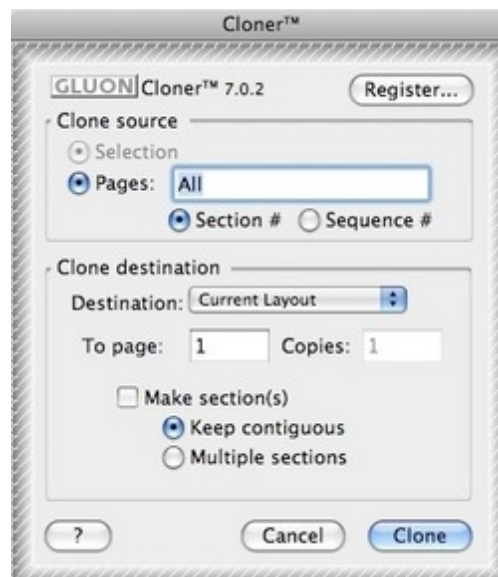 Cloner™
GLUON Cloner™ 7.0.2 Register...
Clone source
Selection
Pages: All
Section # Sequence #
Clone destination
Destination: Current Layout
To page: 1 Copies: 1
Make section(s)
Keep contiguous
Multiple sections
? Cancel Clone